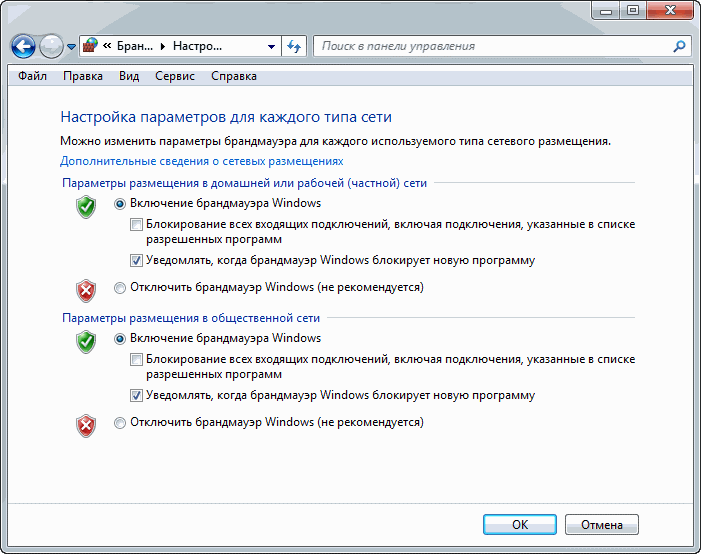 « Бран... ▸ Настро...
Поиск в панели управления
Файл Правка Вид Сервис Справка
Настройка параметров для каждого типа сети
Можно изменить параметры брандмауэра для каждого используемого типа сетевого размещения.
Дополнительные сведения о сетевых размещениях
Параметры размещения в домашней или рабочей (частной) сети
Включение брандмауэра Windows
Блокирование всех входящих подключений, включая подключения, указанные в списке
разрешенных программ
Уведомлять, когда брандмауэр Windows блокирует новую программу
Отключить брандмауэр Windows (не рекомендуется)
Параметры размещения в общественной сети
Включение брандмауэра Windows
Блокирование всех входящих подключений, включая подключения, указанные в списке
разрешенных программ
Уведомлять, когда брандмауэр Windows блокирует новую программу
Отключить брандмауэр Windows (не рекомендуется)
ОК Отмена